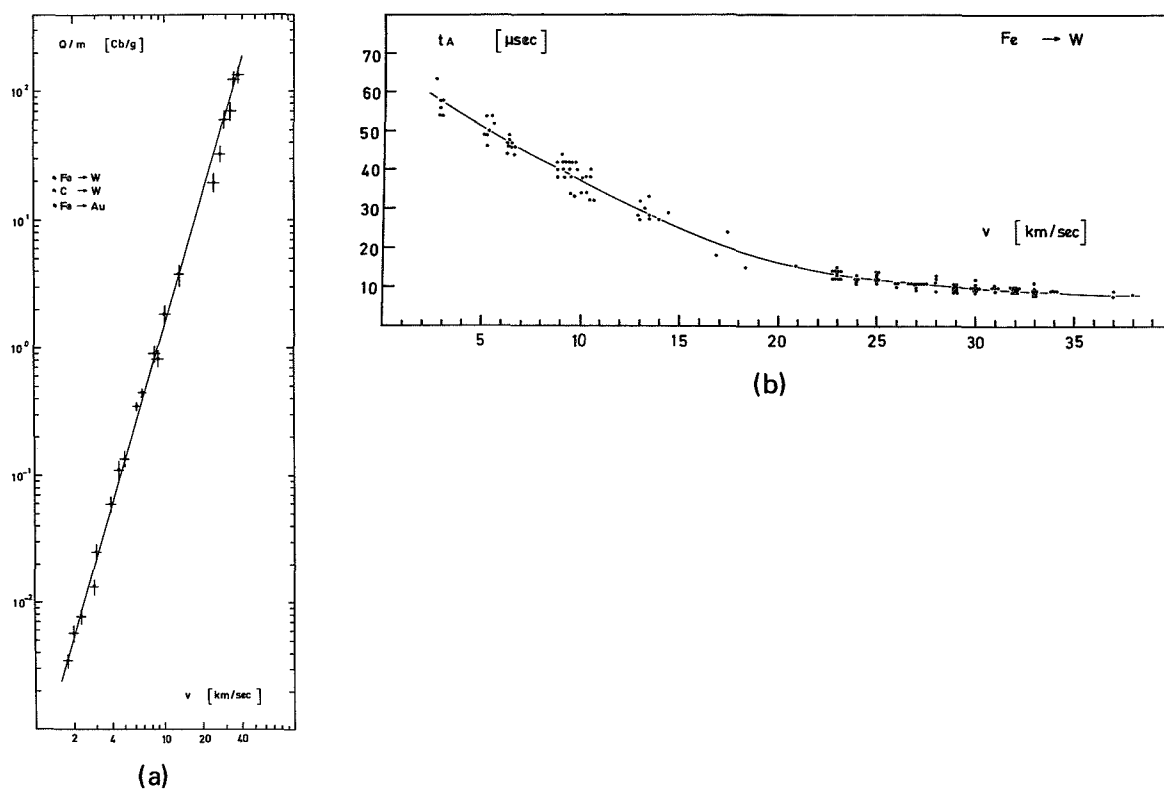 Q/m [Cb/g]
10²
Fe → W
C → W
Fe → Au
10¹
10⁰
10⁻¹
10⁻²
v [km/sec]
2 4 10 20 40
(a)
tA [μsec] Fe → W
70
60
50
40
30
20
10
v [km/sec]
5 10 15 20 25 30 35
(b)